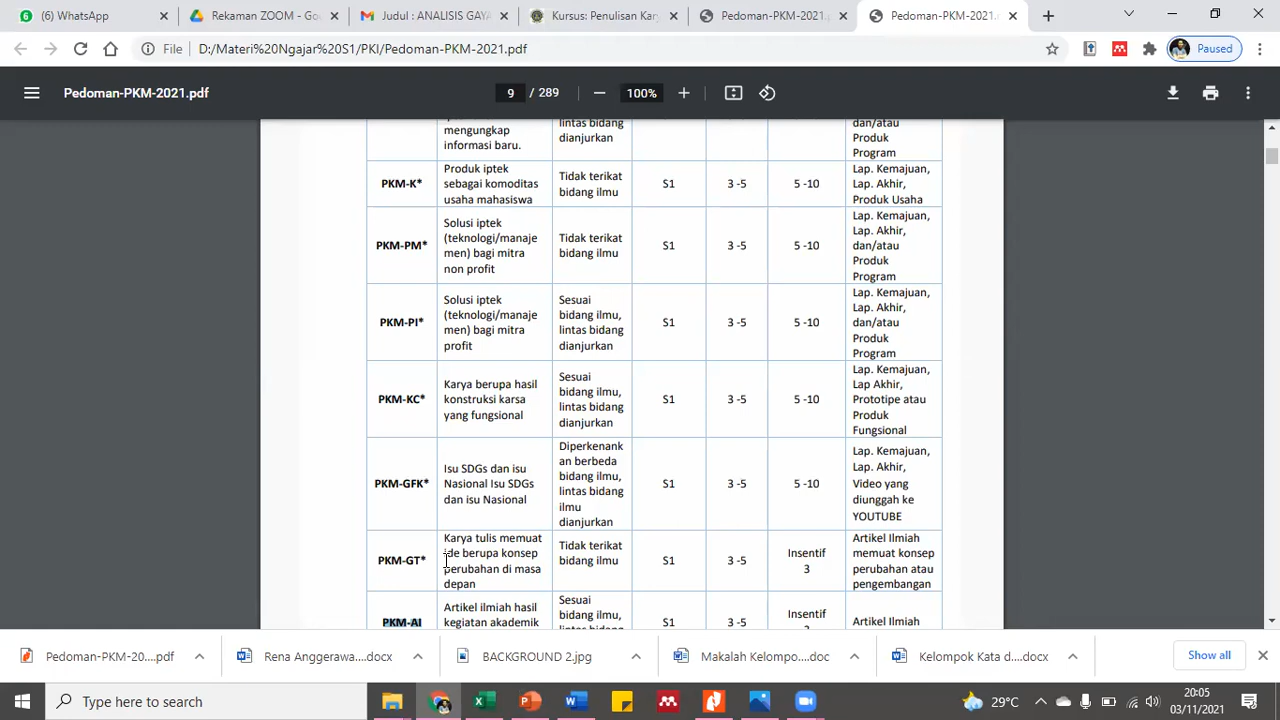 (6) WhatsApp
Rekaman ZOOM - Go
Judul : ANALISIS GAYA
Kursus: Penulisan Kar
Pedoman-PKM-2021.p
Pedoman-PKM-2021.
File
D:/Materi%20Ngajar%20S1/PKI/Pedoman-PKM-2021.pdf
Paused
Pedoman-PKM-2021.pdf
9 / 289
100%
mengungkap
informasi baru.
lintas bidang
dianjurkan
dan/atau
Produk
Program
PKM-K*
Produk iptek
sebagai komoditas
usaha mahasiswa
Tidak terikat
bidang ilmu
S1
3 -5
5 -10
Lap. Kemajuan,
Lap. Akhir,
Produk Usaha
PKM-PM*
Solusi iptek
(teknologi/manaje
men) bagi mitra
non profit
Tidak terikat
bidang ilmu
S1
3 -5
5 -10
Lap. Kemajuan,
Lap. Akhir,
dan/atau
Produk
Program
PKM-PI*
Solusi iptek
(teknologi/manaje
men) bagi mitra
profit
Sesuai
bidang ilmu,
lintas bidang
dianjurkan
S1
3 -5
5 -10
Lap. Kemajuan,
Lap. Akhir,
dan/atau
Produk
Program
PKM-KC*
Karya berupa hasil
konstruksi karsa
yang fungsional
Sesuai
bidang ilmu,
lintas bidang
dianjurkan
S1
3 -5
5 -10
Lap. Kemajuan,
Lap Akhir,
Prototipe atau
Produk
Fungsional
PKM-GFK*
Isu SDGs dan isu
Nasional Isu SDGs
dan isu Nasional
Diperkenank
an berbeda
bidang ilmu,
lintas bidang
ilmu
dianjurkan
S1
3 -5
5 -10
Lap. Kemajuan,
Lap. Akhir,
Video yang
diunggah ke
YOUTUBE
PKM-GT*
Karya tulis memuat
ide berupa konsep
perubahan di masa
depan
Tidak terikat
bidang ilmu
S1
3 -5
Insentif
3
Artikel Ilmiah
memuat konsep
perubahan atau
pengembangan
PKM-AI
Artikel ilmiah hasil
kegiatan akademik
Sesuai
bidang ilmu,
lintas bidang
S1
3 -5
Insentif
Artikel Ilmiah
Pedoman-PKM-20....pdf
Rena Anggerawa....docx
BACKGROUND 2.jpg
Makalah Kelompo....doc
Kelompok Kata d....docx
Show all
Type here to search
29°C
20:05
03/11/2021